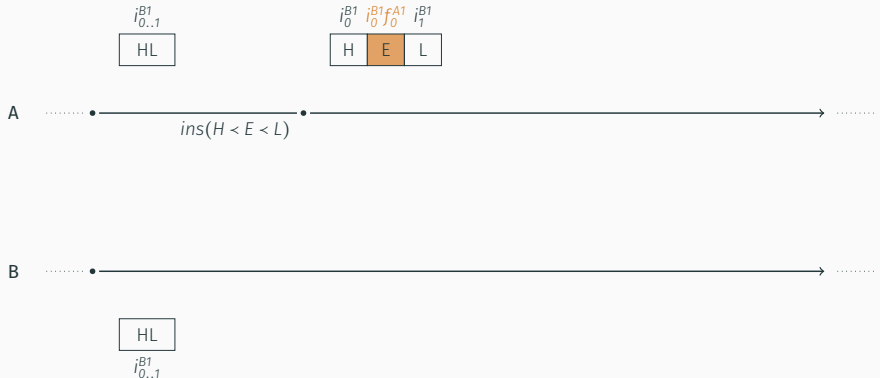 i^{B1}_{0..1} i^{B1}_0 i^{B1}_0 f^{A1}_0 i^{B1}_1
HL H E L
A
ins(H < E < L)
B
HL
i^{B1}_{0..1}